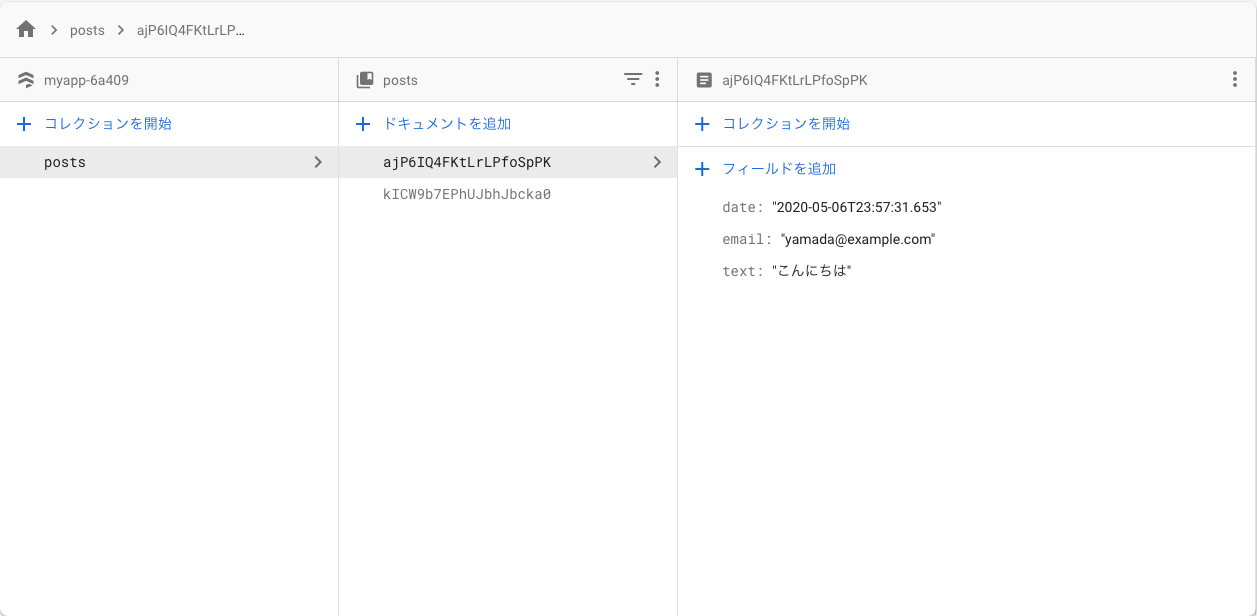 posts ajP6IQ4FKtLrLP…
myapp-6a409
コレクションを開始
posts
posts
ドキュメントを追加
ajP6IQ4FKtLrLPfoSpPK
kICW9b7EPhUJbhJbcka0
ajP6IQ4FKtLrLPfoSpPK
コレクションを開始
フィールドを追加
date: "2020-05-06T23:57:31.653"
email: "yamada@example.com"
text: "こんにちは"